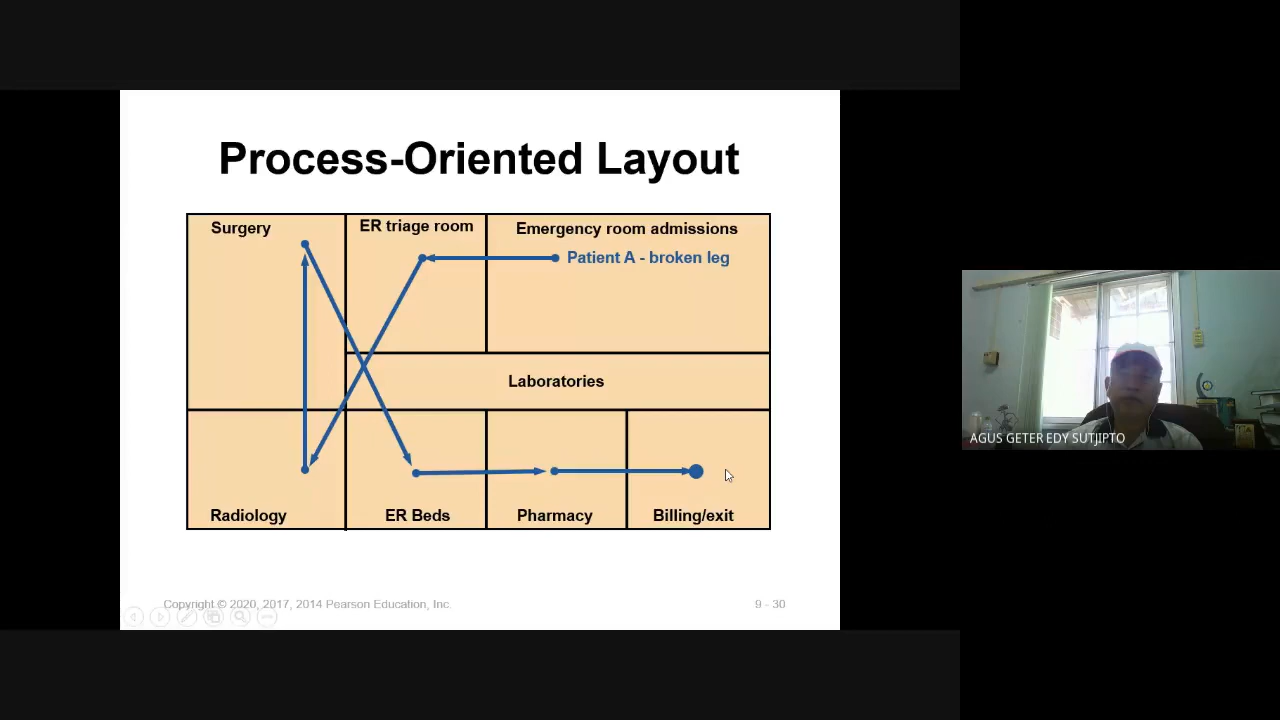 Process-Oriented Layout
Surgery
ER triage room
Emergency room admissions
Patient A - broken leg
Laboratories
Radiology
ER Beds
Pharmacy
Billing/exit
Copyright © 2020, 2017, 2014 Pearson Education, Inc.
9 - 30
AGUS GETER EDY SUTJIPTO